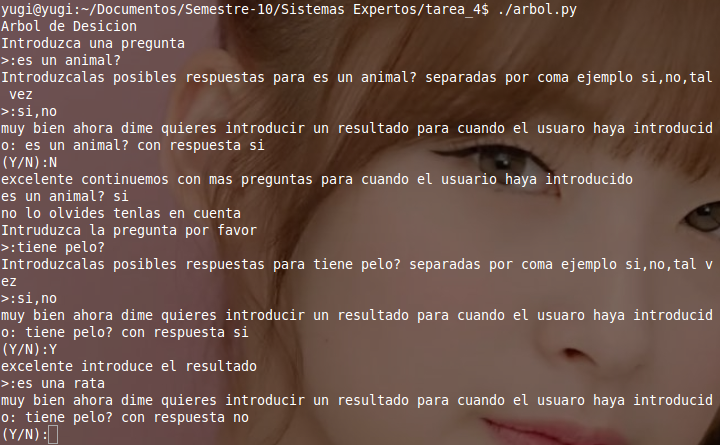 yugi@yugi:~/Documentos/Semestre-10/Sistemas Expertos/tarea_4$ ./arbol.py
Arbol de Desicion
Introduzca una pregunta
>:es un animal?
Introduzcalas posibles respuestas para es un animal? separadas por coma ejemplo si,no,tal
 vez
>:si,no
muy bien ahora dime quieres introducir un resultado para cuando el usuaro haya introducid
o: es un animal? con respuesta si
(Y/N):N
excelente continuemos con mas preguntas para cuando el usuario haya introducido
es un animal? si
no lo olvides tenlas en cuenta
Intruduzca la pregunta por favor
>:tiene pelo?
Introduzcalas posibles respuestas para tiene pelo? separadas por coma ejemplo si,no,tal v
ez
>:si,no
muy bien ahora dime quieres introducir un resultado para cuando el usuaro haya introducid
o: tiene pelo? con respuesta si
(Y/N):Y
excelente introduce el resultado
>:es una rata
muy bien ahora dime quieres introducir un resultado para cuando el usuaro haya introducid
o: tiene pelo? con respuesta no
(Y/N):